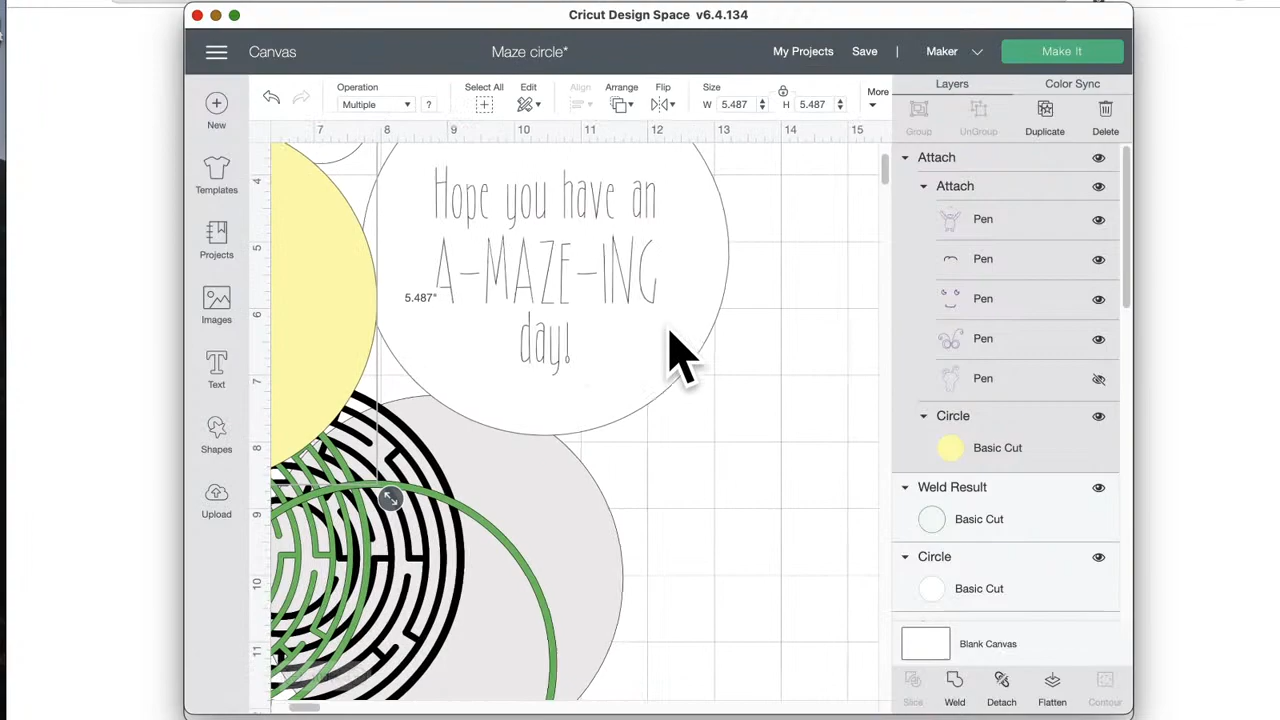 Cricut Design Space v6.4.134
Canvas
Maze circle*
My Projects
Save
|
Maker
Make It
Operation
Multiple
?
Select All
Edit
Align
Arrange
Flip
Size
W 5.487
H 5.487
More
Layers
Color Sync
Group
UnGroup
Duplicate
Delete
7 8 9 10 11 12 13 14 15
4
5
6
7
8
9
10
11
New
Templates
Projects
Images
Text
Shapes
Upload
Hope you have an
A-MAZE-ING
day!
5.487"
Attach
Attach
Pen
Pen
Pen
Pen
Pen
Circle
Basic Cut
Weld Result
Basic Cut
Circle
Basic Cut
Blank Canvas
Slice
Weld
Detach
Flatten
Contour